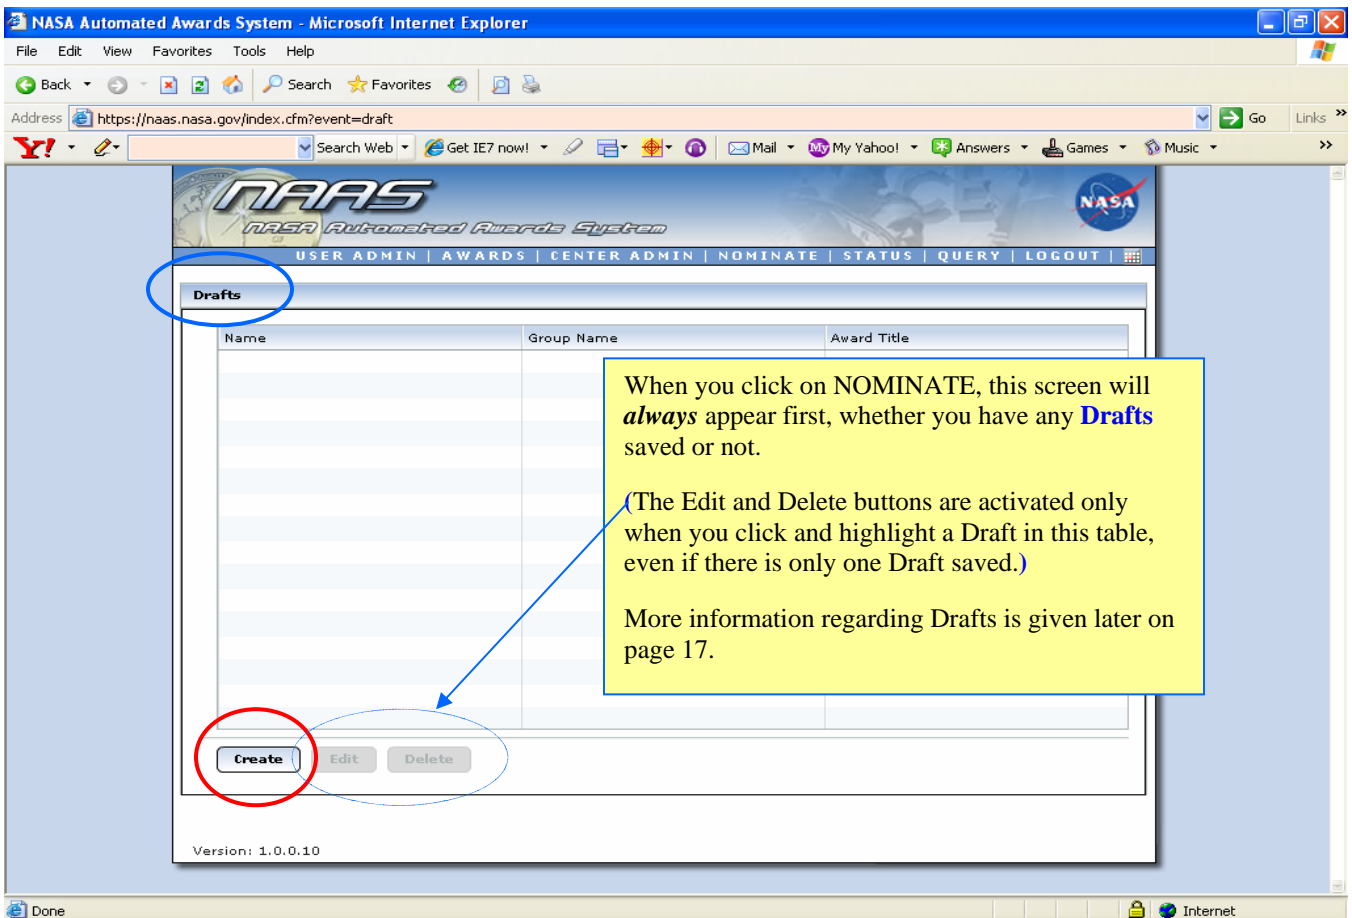 NASA Automated Awards System - Microsoft Internet Explorer
File Edit View Favorites Tools Help
Back Search Favorites
Address https://naas.nasa.gov/index.cfm?event=draft Go Links »
Y! Search Web Get IE7 now! Mail My Yahoo! Answers Games Music »
NAAS
NASA
NASA Automated Awards System
USER ADMIN | AWARDS | CENTER ADMIN | NOMINATE | STATUS | QUERY | LOGOUT |
Drafts
Name Group Name Award Title
When you click on NOMINATE, this screen will
always appear first, whether you have any Drafts
saved or not.
(The Edit and Delete buttons are activated only
when you click and highlight a Draft in this table,
even if there is only one Draft saved.)
More information regarding Drafts is given later on
page 17.
Create Edit Delete
Version: 1.0.0.10
Done Internet